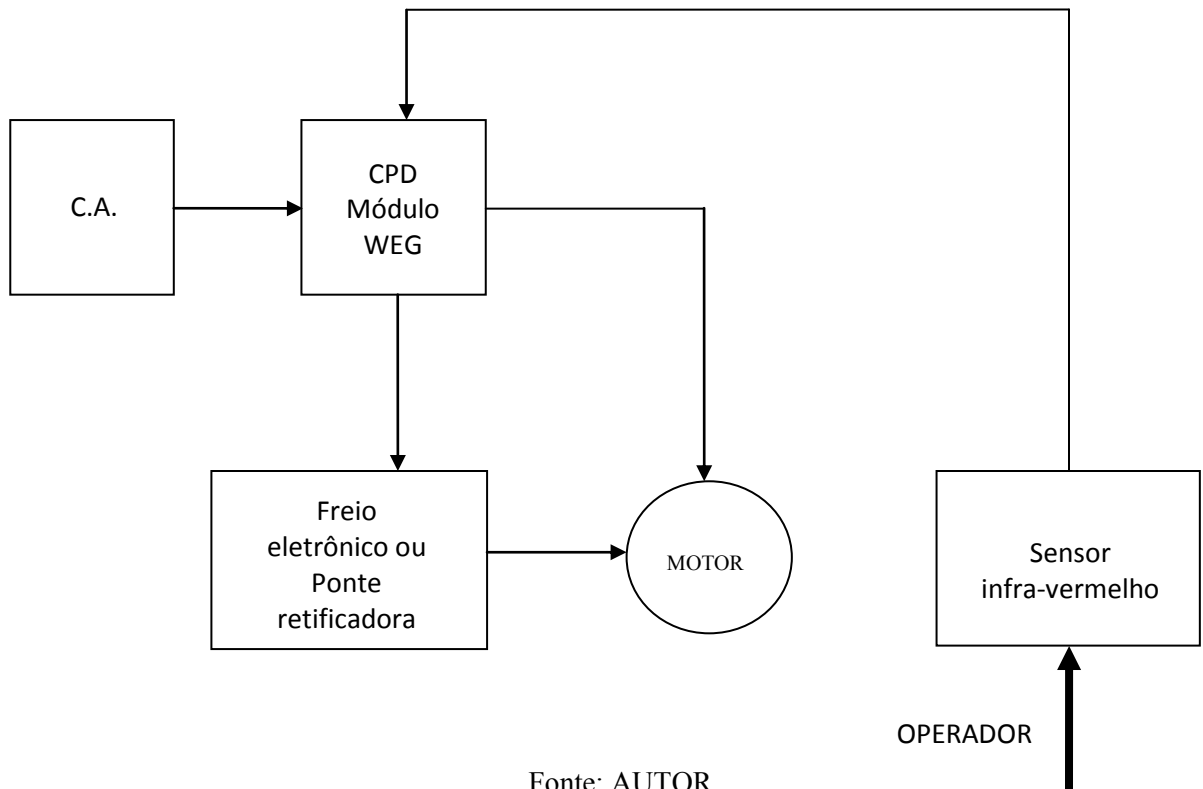 C.A.
CPD
Módulo
WEG
Freio
eletrônico ou
Ponte
retificadora
MOTOR
Sensor
infra-vermelho
OPERADOR
Fonte: AUTOR